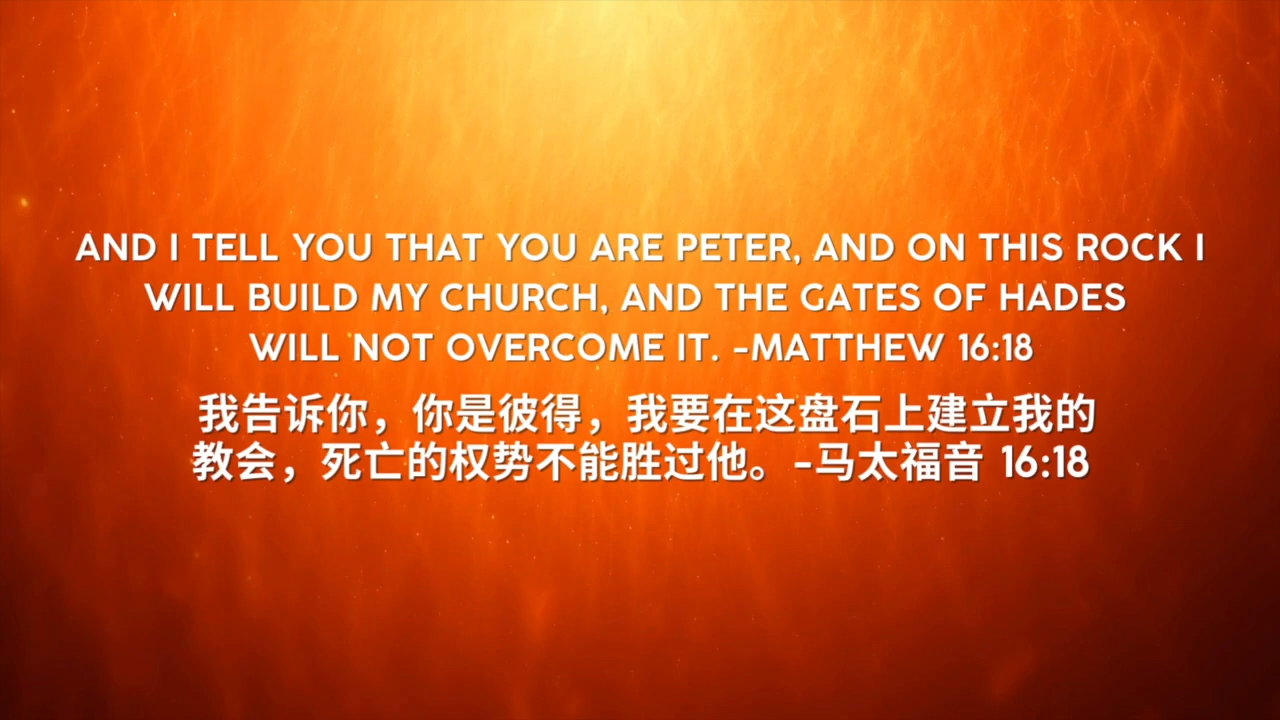 AND I TELL YOU THAT YOU ARE PETER, AND ON THIS ROCK I
WILL BUILD MY CHURCH, AND THE GATES OF HADES
WILL NOT OVERCOME IT. -MATTHEW 16:18
我告诉你，你是彼得，我要在这盘石上建立我的
教会，死亡的权势不能胜过他。-马太福音 16:18